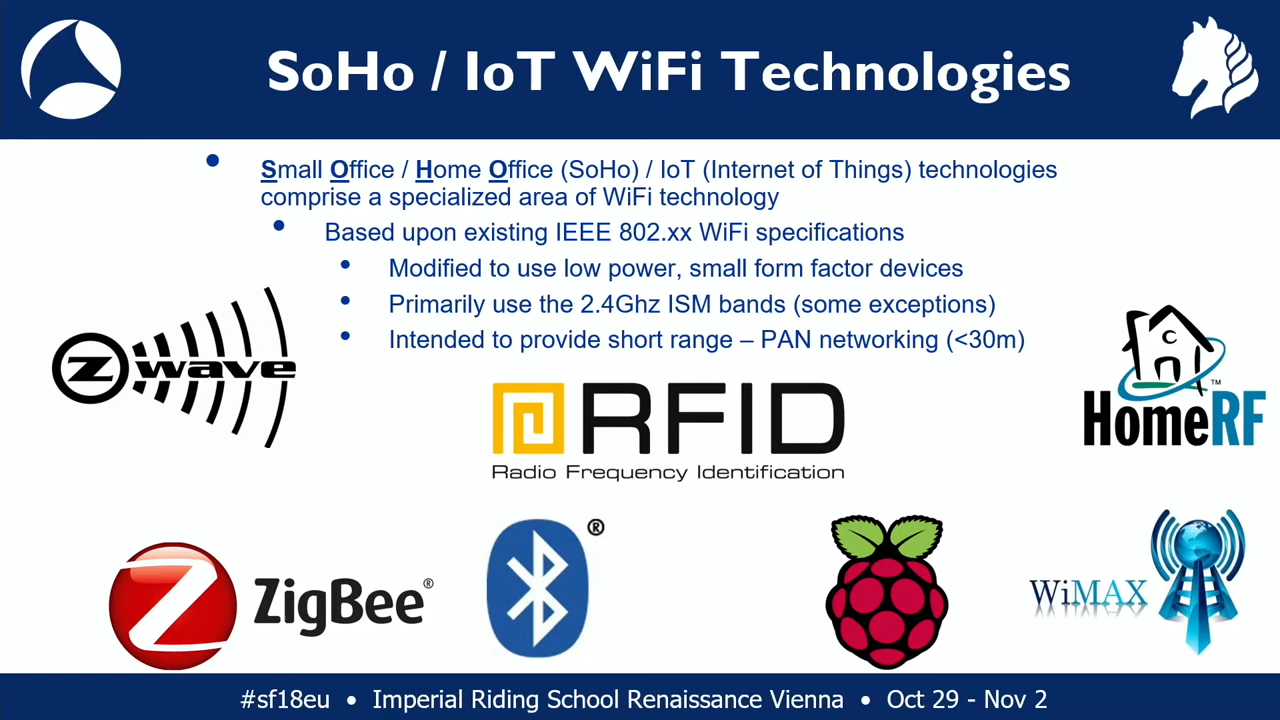 SoHo / IoT WiFi Technologies
• Small Office / Home Office (SoHo) / IoT (Internet of Things) technologies
comprise a specialized area of WiFi technology
• Based upon existing IEEE 802.xx WiFi specifications
• Modified to use low power, small form factor devices
• Primarily use the 2.4Ghz ISM bands (some exceptions)
• Intended to provide short range – PAN networking (<30m)
Z wave
RFID
Radio Frequency Identification
TM
HomeRF
Z ZigBee®
®
WiMAX
#sf18eu • Imperial Riding School Renaissance Vienna • Oct 29 - Nov 2